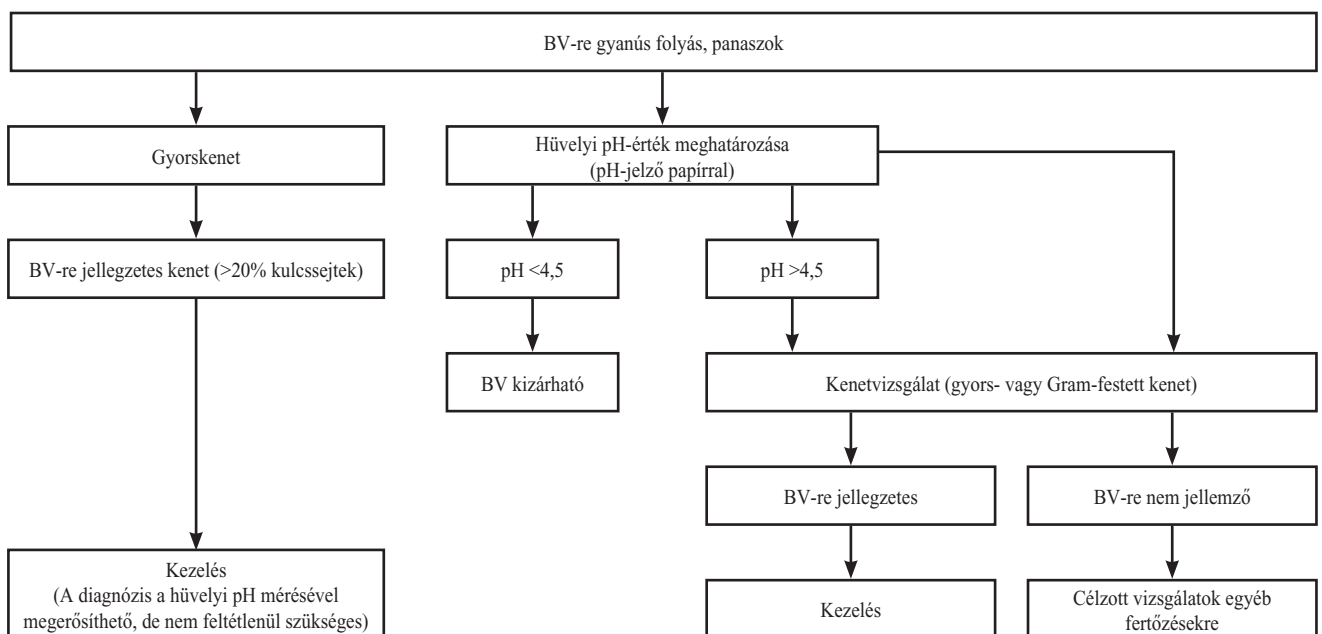 BV-re gyanús folyás, panaszok
Gyorskenet
Hüvelyi pH-érték meghatározása
(pH-jelző papírral)
BV-re jellegzetes kenet (>20% kulcssejtek)
pH <4,5
pH >4,5
BV kizárható
Kenetvizsgálat (gyors- vagy Gram-festett kenet)
BV-re jellegzetes
BV-re nem jellemző
Kezelés
(A diagnózis a hüvelyi pH mérésével
megerősíthető, de nem feltétlenül szükséges)
Kezelés
Célzott vizsgálatok egyéb
fertőzésekre